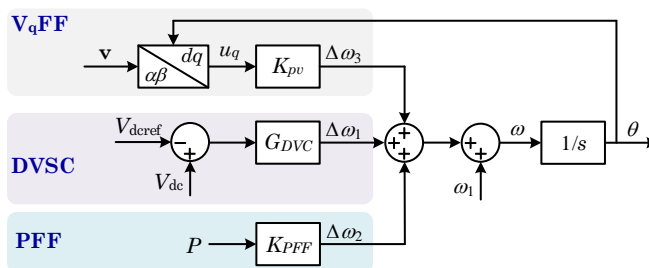 VqFF
v
αβ
dq
uq
Kpv
Δω3
DVSC
Vdcref
−
+
Vdc
GDVC
Δω1
+
+
+
+
+
ω
1/s
θ
ω1
PFF
P
KPFF
Δω2